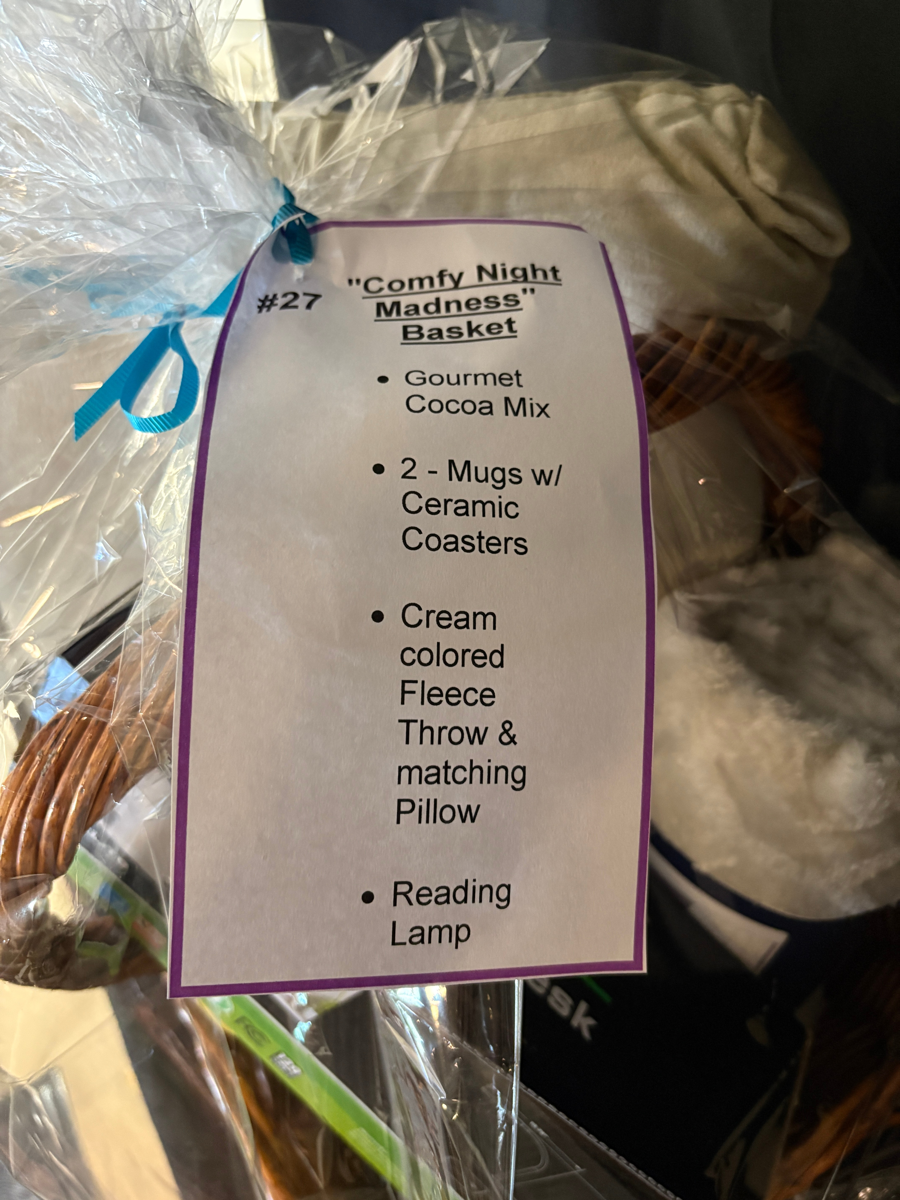 #27
"Comfy Night
Madness"
Basket
• Gourmet
Cocoa Mix
• 2 - Mugs w/
Ceramic
Coasters
• Cream
colored
Fleece
Throw &
matching
Pillow
• Reading
Lamp
esk